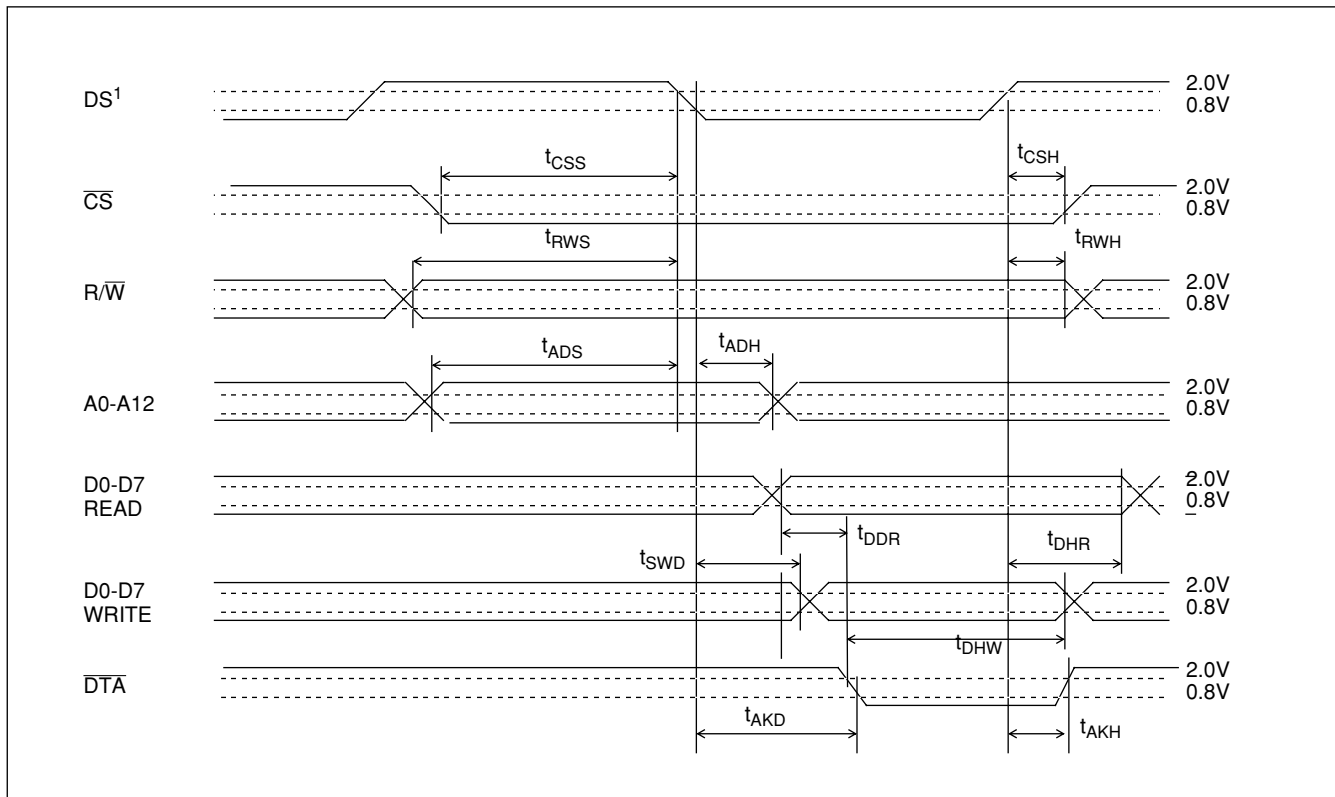 DS¹ 2.0V
0.8V
tCSS tCSH
C̅S̅ 2.0V
0.8V
tRWS tRWH
R/W̅ 2.0V
0.8V
tADS tADH
A0-A12 2.0V
0.8V
D0-D7 2.0V
READ 0.8V
tDDR tDHR
tSWD
D0-D7 2.0V
WRITE 0.8V
tDHW
D̅T̅A̅ 2.0V
0.8V
tAKD tAKH